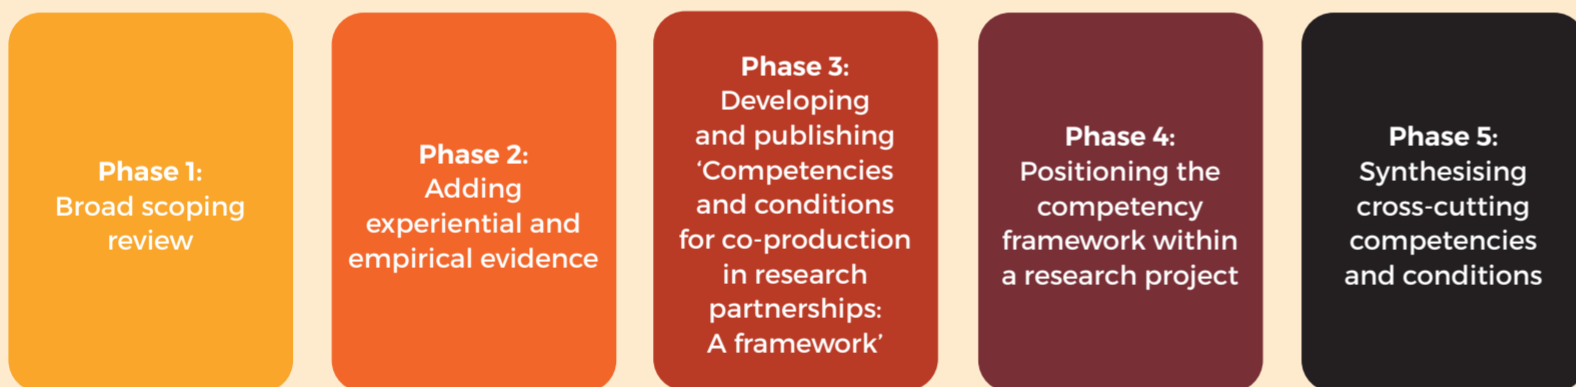 Phase 1:
Broad scoping
review
Phase 2:
Adding
experiential and
empirical evidence
Phase 3:
Developing
and publishing
‘Competencies
and conditions
for co-production
in research
partnerships:
A framework’
Phase 4:
Positioning the
competency
framework within
a research project
Phase 5:
Synthesising
cross-cutting
competencies
and conditions